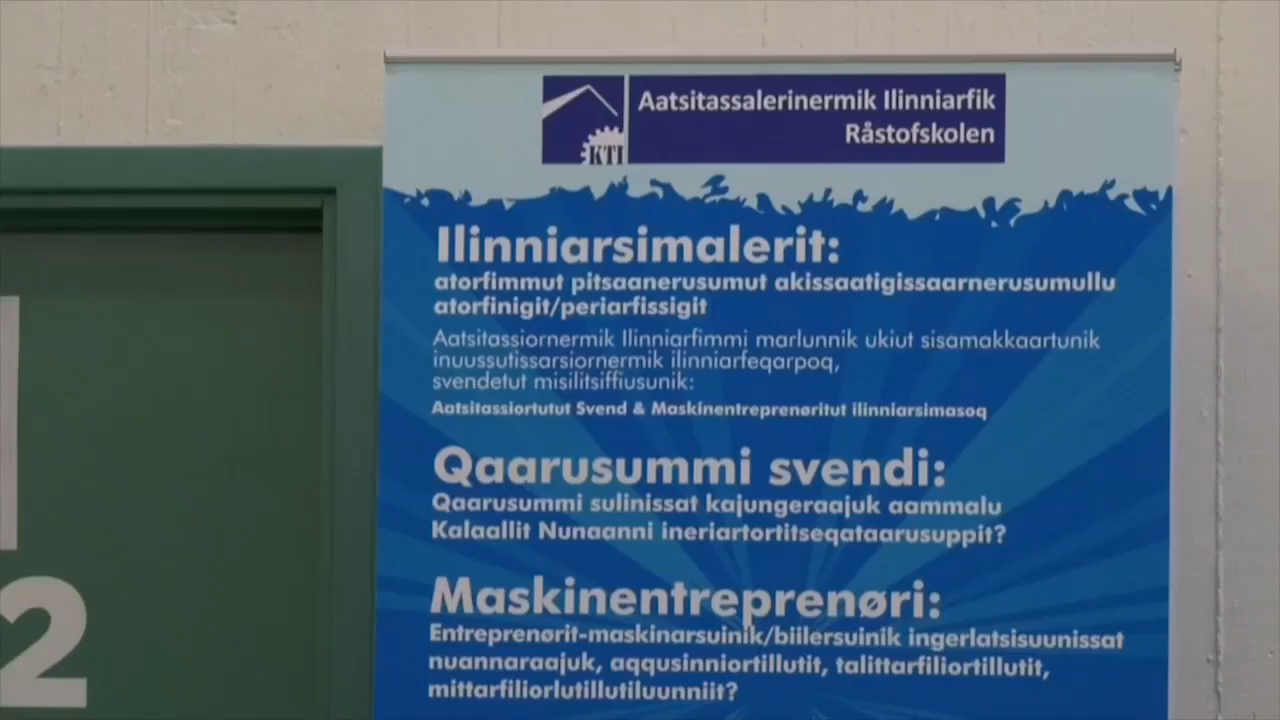 Aatsitassalerinermik Ilinniarfik
Råstofskolen
KTI
Ilinniarsimalerit:
atorfimmut pitsaanerusumut akissaatigissaarnerusumullu
atorfinigit/periarfissigit
Aatsitassiornermik Ilinniarfimmi marlunnik ukiut sisamakkaartunik
inuussutissarsiornermik ilinniarfeqarpoq,
svendetut misilitsiffiusunik:
Aatsitassiortutut Svend & Maskinentreprenøritut ilinniarsimasoq
Qaarusummi svendi:
Qaarusummi sulinissat kajungeraajuk aammalu
Kalaallit Nunaanni ineriartortitseqataarusuppit?
Maskinentreprenøri:
Entreprenørit-maskinarsuinik/biilersuinik ingerlatsisuunissat
nuannaraajuk, aqqusinniortillutit, talittarfiliortillutit,
mittarfiliorlutillutiluunniit?
2